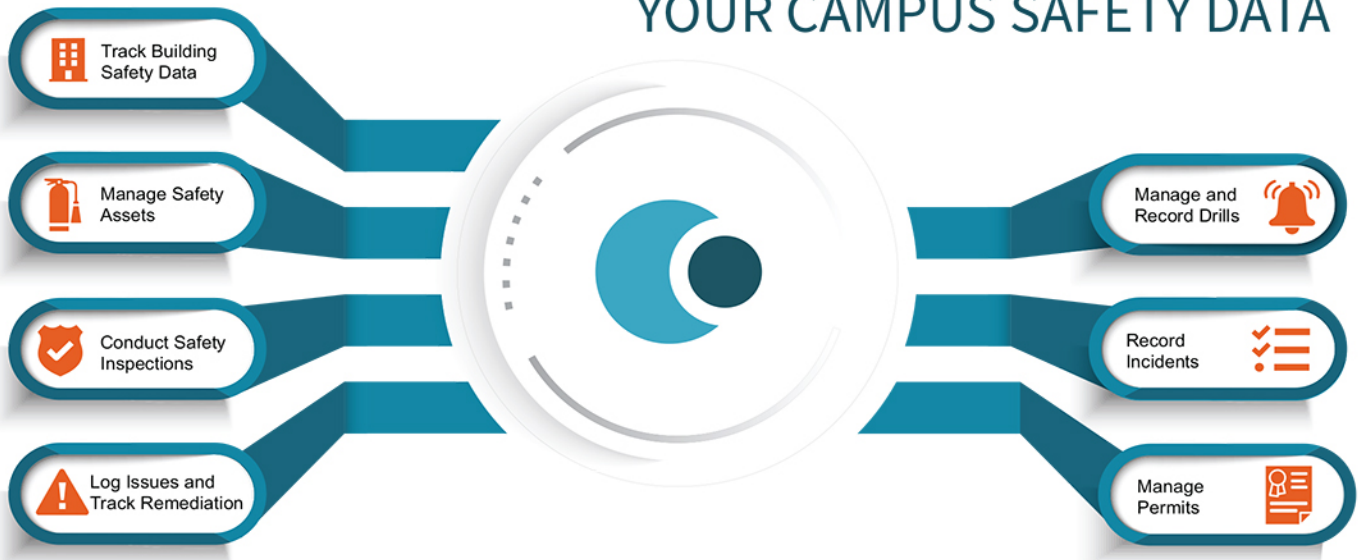 YOUR CAMPUS SAFETY DATA
Track Building
Safety Data
Manage Safety
Assets
Conduct Safety
Inspections
Log Issues and
Track Remediation
Manage and
Record Drills
Record
Incidents
Manage
Permits